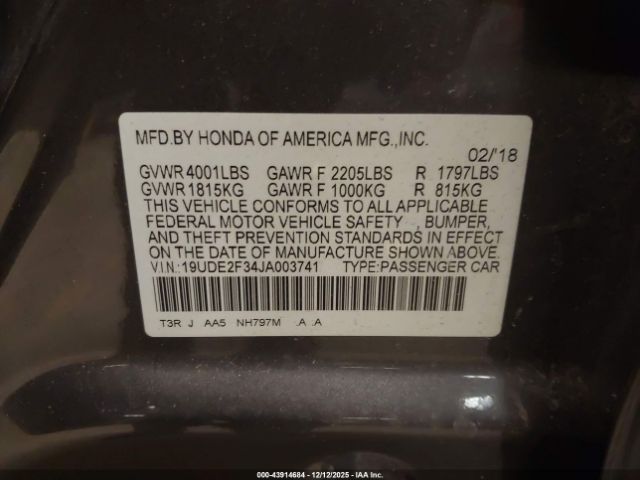 MFD.BY HONDA OF AMERICA MFG.,INC.
02/'18
GVWR 4001LBS GAWR F 2205LBS R 1797LBS
GVWR 1815KG GAWR F 1000KG R 815KG
THIS VEHICLE CONFORMS TO ALL APPLICABLE
FEDERAL MOTOR VEHICLE SAFETY , BUMPER,
AND THEFT PREVENTION STANDARDS IN EFFECT
ON THE DATE OF MANUFACTURE SHOWN ABOVE.
V.I.N.:19UDE2F34JA003741 TYPE:PASSENGER CAR
T3R J AA5 NH797M .A .A
000-43914684 - 12/12/2025 - IAA Inc.